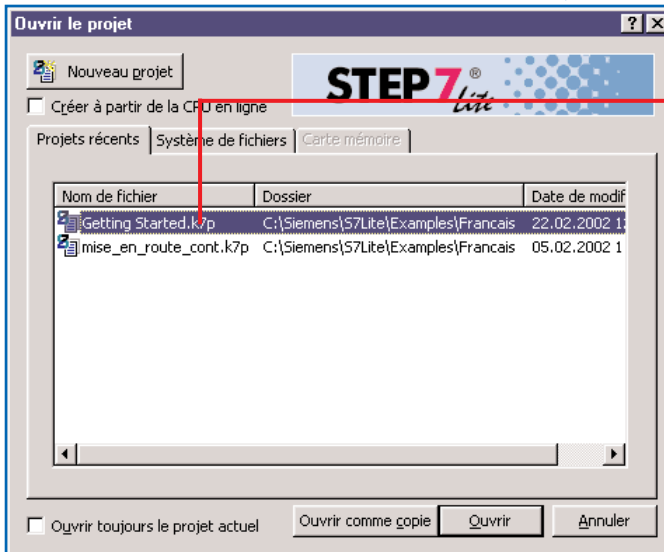 Ouvrir le projet
Nouveau projet
STEP 7® Lite
Créer à partir de la CPU en ligne
Projets récents Système de fichiers Carte mémoire
Nom de fichier Dossier Date de modif
Getting Started.k7p C:\Siemens\S7Lite\Examples\Francais 22.02.2002 1
mise_en_route_cont.k7p C:\Siemens\S7Lite\Examples\Francais 05.02.2002 1
Ouvrir toujours le projet actuel Ouvrir comme copie Ouvrir Annuler